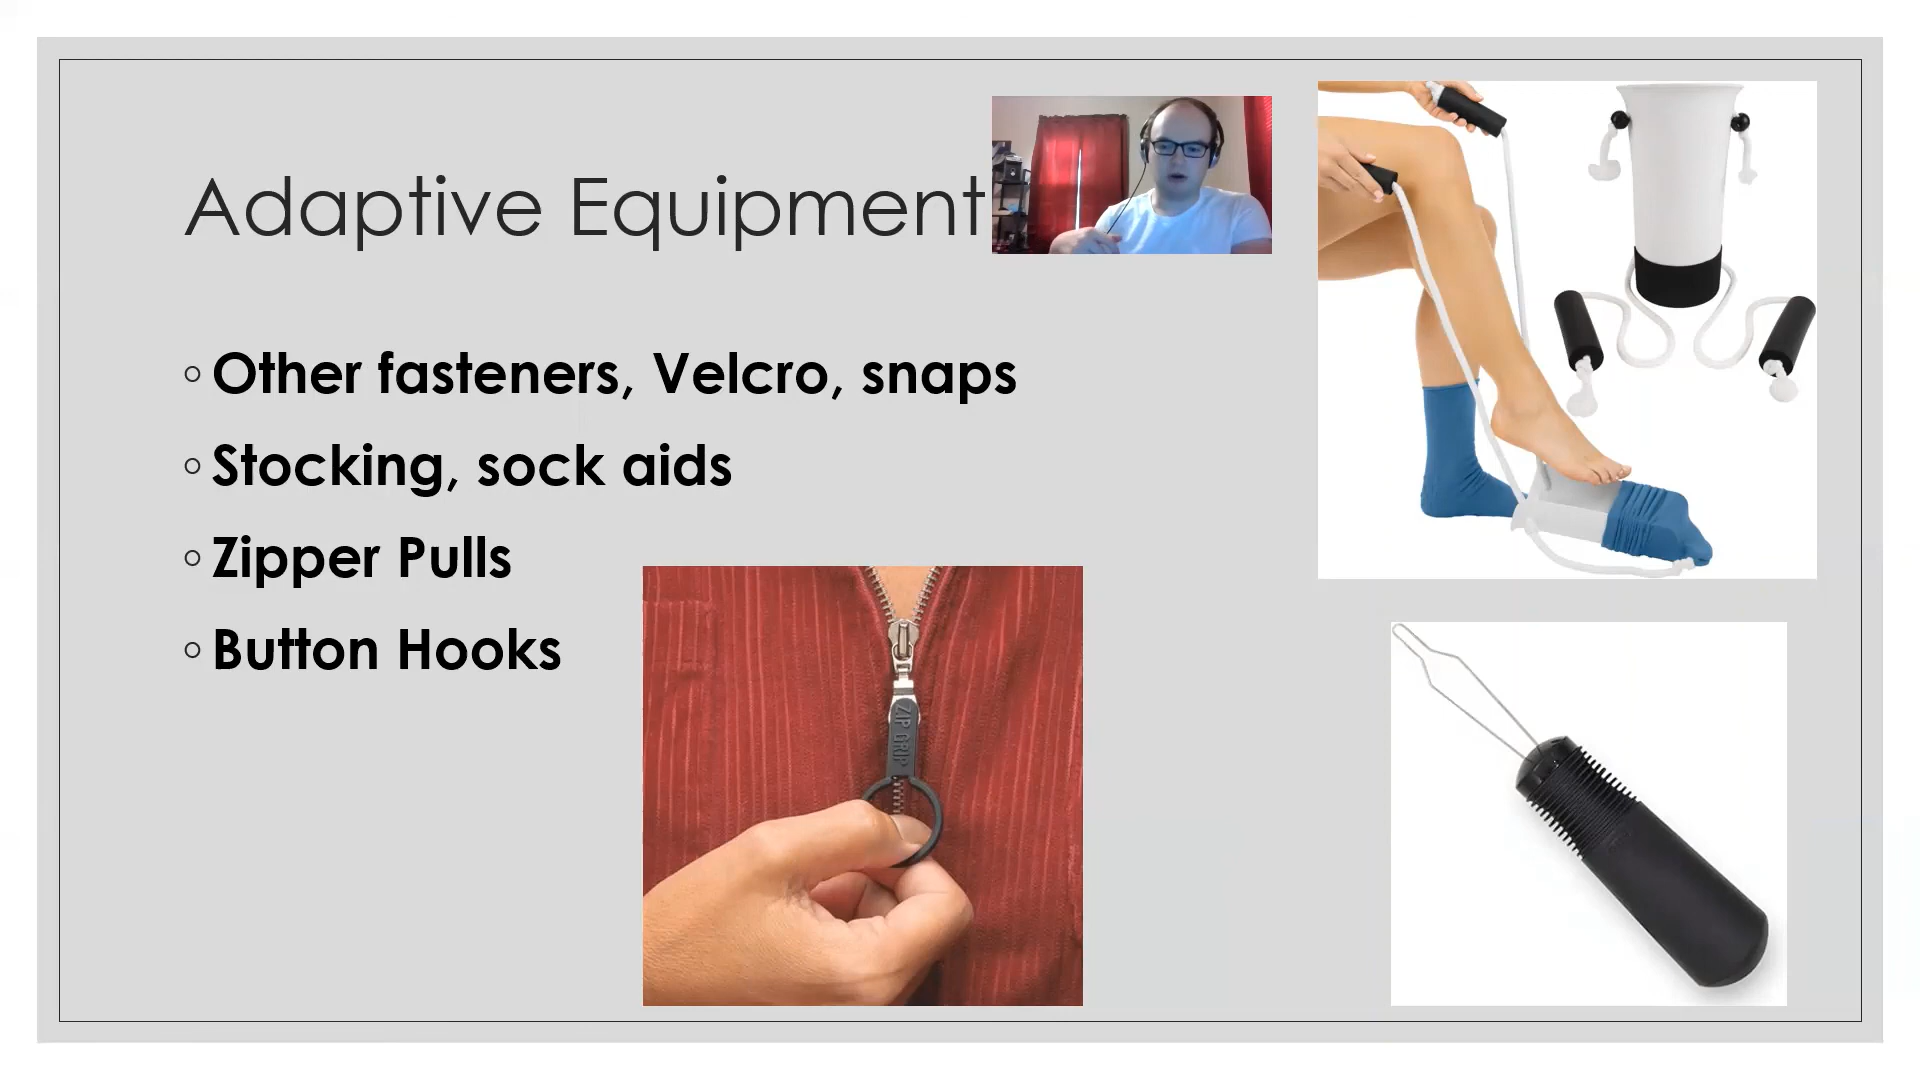 Adaptive Equipment
Other fasteners, Velcro, snaps
Stocking, sock aids
Zipper Pulls
Button Hooks
ZIP GRIP